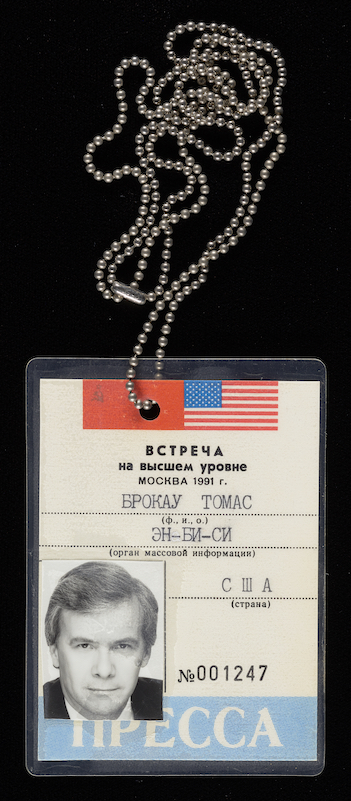 ВСТРЕЧА
на высшем уровне
МОСКВА 1991 г.
БРОКАУ ТОМАС
(ф., и., о.)
ЭН-БИ-СИ
(орган массовой информации)
США
(страна)
№001247
ПРЕССА